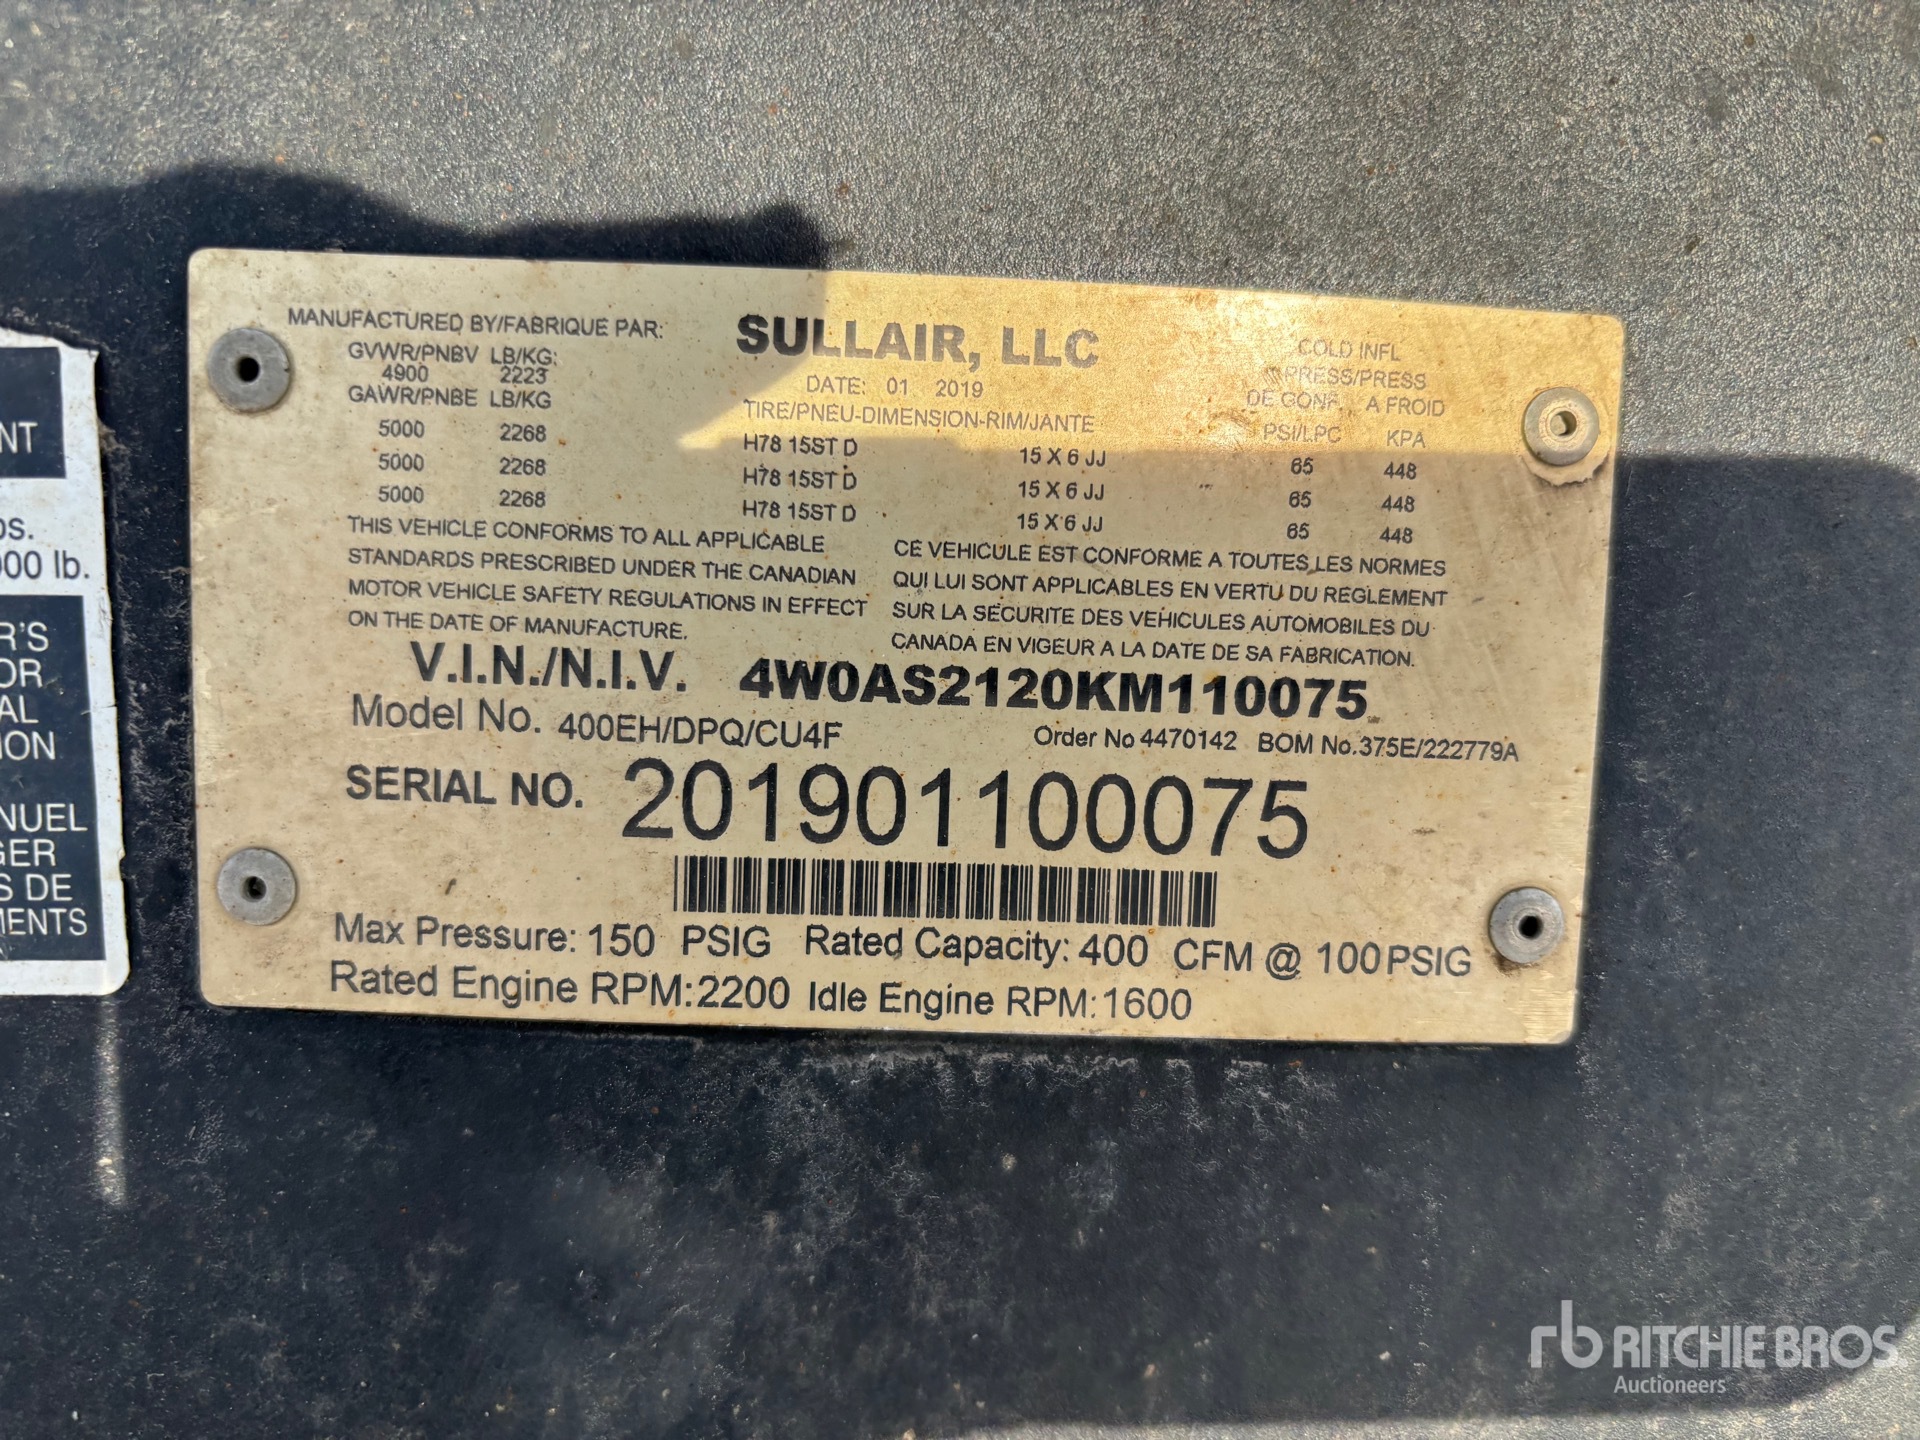 MANUFACTURED BY/FABRIQUE PAR: SULLAIR, LLC
GVWR/PNBV LB/KG: DATE: 01 2019 COLD INFL
4900 2223 PRESS/PRESS
GAWR/PNBE LB/KG TIRE/PNEU-DIMENSION-RIM/JANTE DE GONF. A FROID
PSI/LPC KPA
5000 2268 H78 15ST D 15 X 6 JJ 65 448
5000 2268 H78 15ST D 15 X 6 JJ 65 448
5000 2268 H78 15ST D 15 X 6 JJ 65 448
THIS VEHICLE CONFORMS TO ALL APPLICABLE
STANDARDS PRESCRIBED UNDER THE CANADIAN
MOTOR VEHICLE SAFETY REGULATIONS IN EFFECT
ON THE DATE OF MANUFACTURE.
CE VEHICULE EST CONFORME A TOUTES LES NORMES
QUI LUI SONT APPLICABLES EN VERTU DU REGLEMENT
SUR LA SECURITE DES VEHICULES AUTOMOBILES DU
CANADA EN VIGEUR A LA DATE DE SA FABRICATION.
V.I.N./N.I.V. 4W0AS2120KM110075
Model No. 400EH/DPQ/CU4F Order No 4470142 BOM No.375E/222779A
SERIAL NO. 201901100075
Max Pressure: 150 PSIG Rated Capacity: 400 CFM @ 100PSIG
Rated Engine RPM:2200 Idle Engine RPM:1600
NT
000 lb.
R'S
OR
AL
ION
NUEL
GER
S DE
MENTS
rb RITCHIE BROS.
Auctioneers